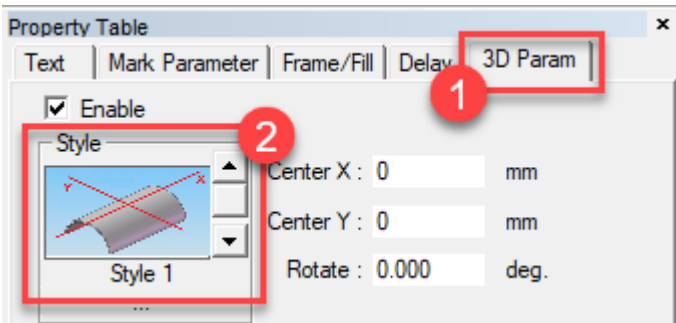 Property Table x
Text Mark Parameter Frame/Fill Delay 3D Param
1
Enable
Style 2
Y X
Center X : 0 mm
Center Y : 0 mm
Style 1
Rotate : 0.000 deg.
...